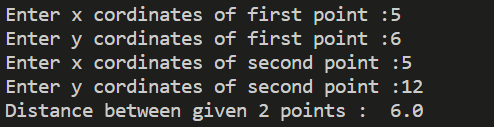 Enter x cordinates of first point :5
Enter y cordinates of first point :6
Enter x cordinates of second point :5
Enter y cordinates of second point :12
Distance between given 2 points :  6.0